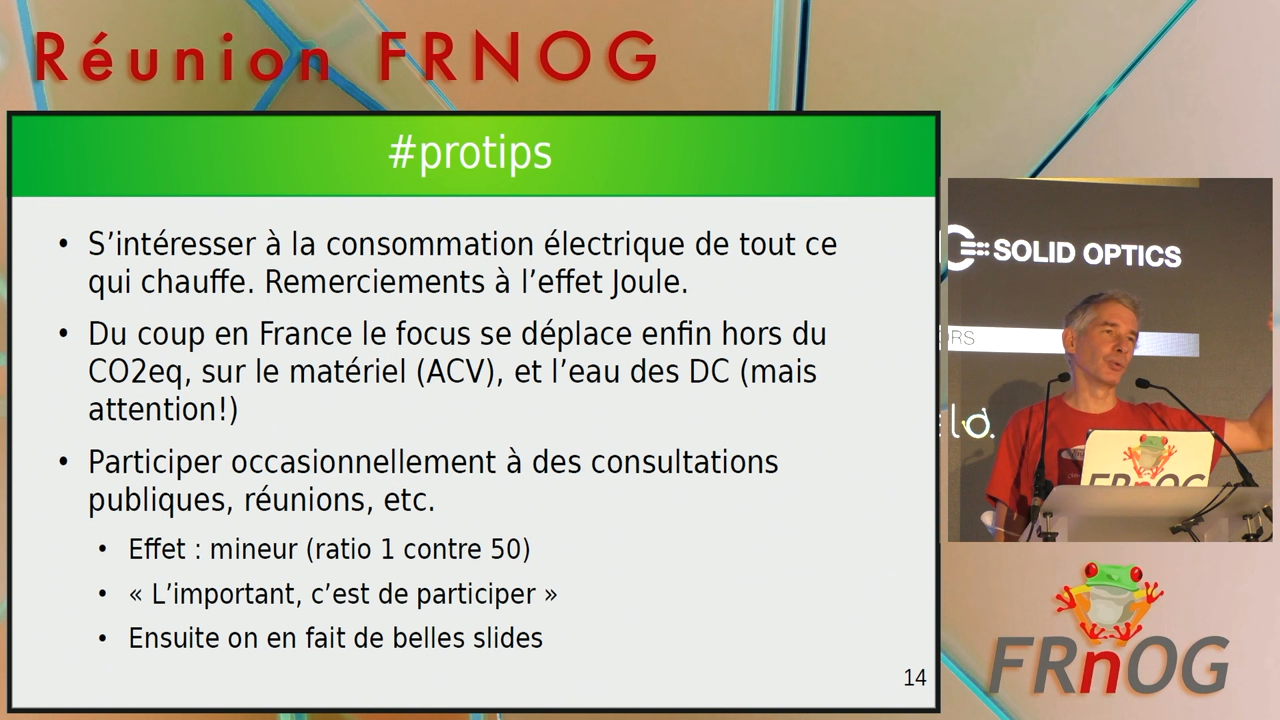 Réunion FRNOG
#protips
• S’intéresser à la consommation électrique de tout ce
qui chauffe. Remerciements à l’effet Joule.
• Du coup en France le focus se déplace enfin hors du
CO2eq, sur le matériel (ACV), et l’eau des DC (mais
attention!)
• Participer occasionnellement à des consultations
publiques, réunions, etc.
• Effet : mineur (ratio 1 contre 50)
• « L’important, c’est de participer »
• Ensuite on en fait de belles slides
14
SOLID OPTICS
ORS
lo.
FRnOG
FRnOG